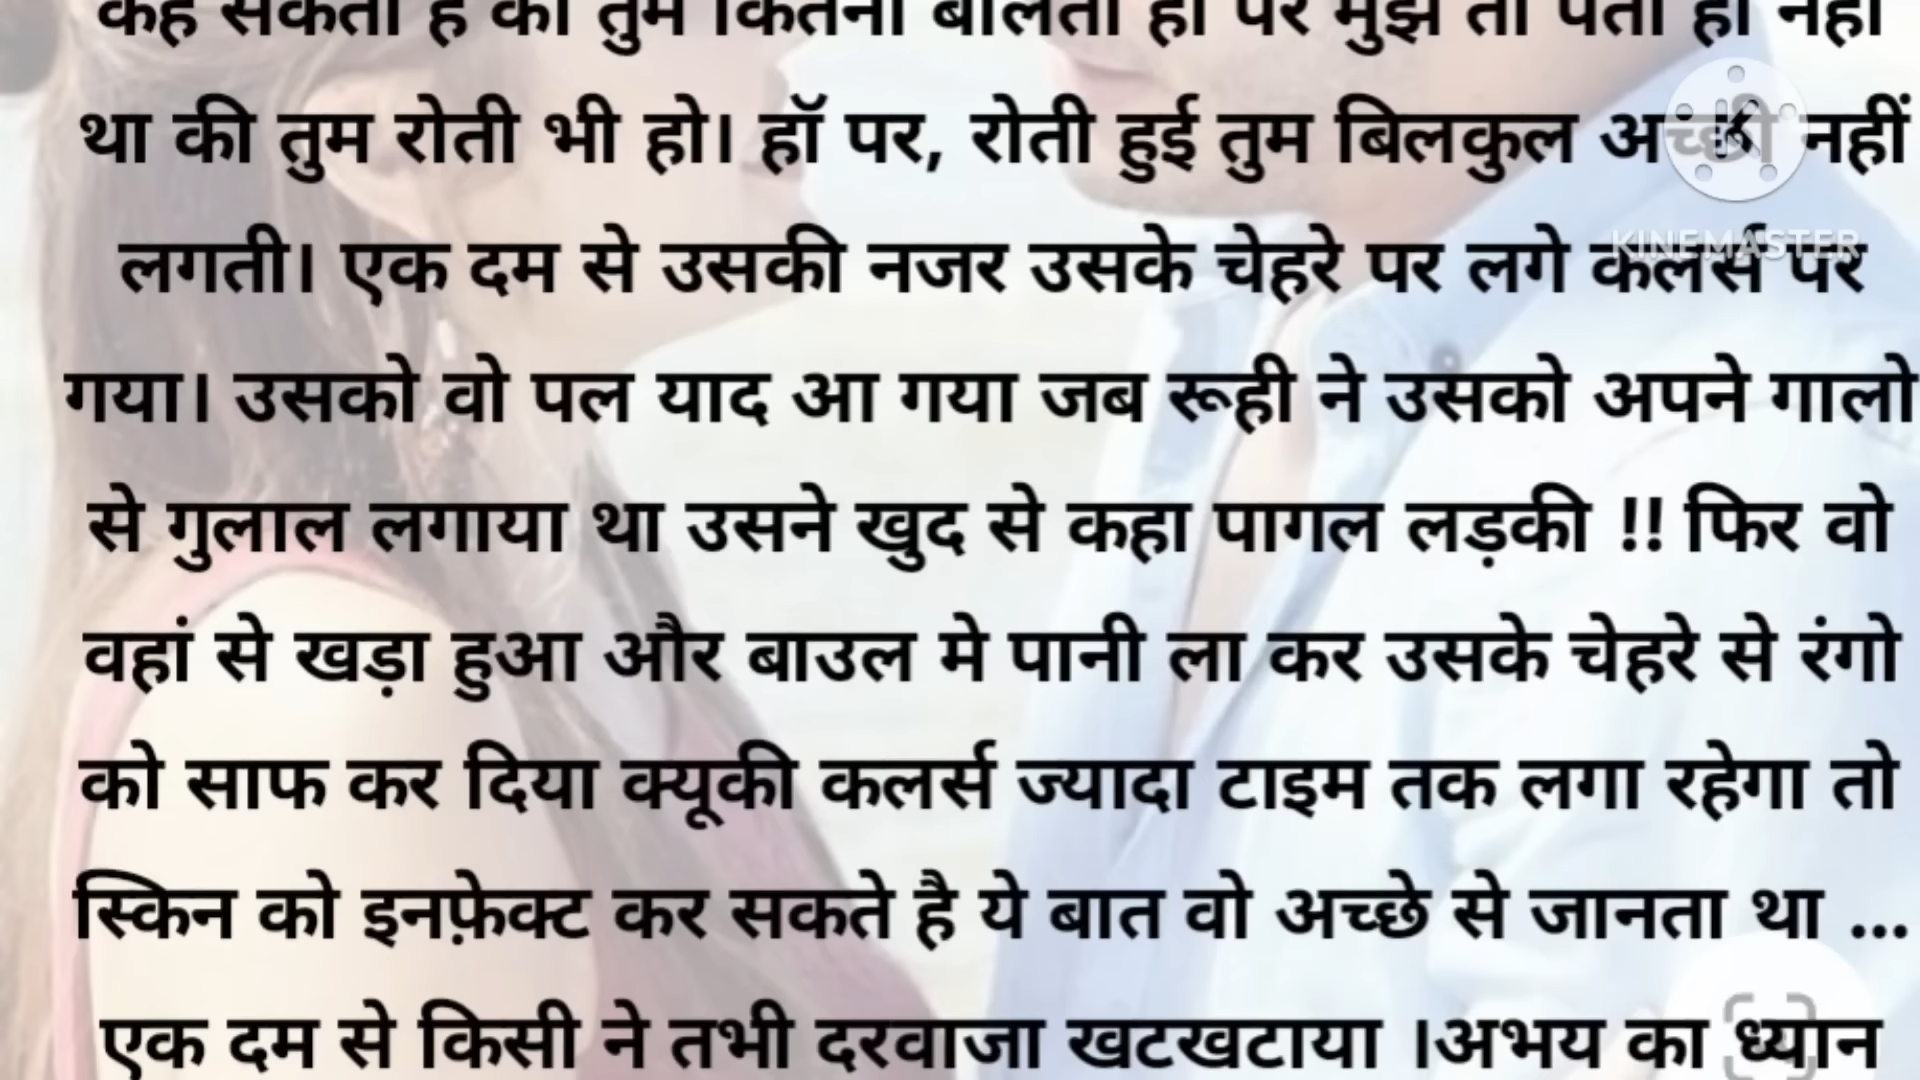 कह सकता है की तुम कितना बोलती हो पर मुझे तो पता ही नहीं
था की तुम रोती भी हो। हॉ पर, रोती हुई तुम बिलकुल अच्छी नहीं
लगती। एक दम से उसकी नजर उसके चेहरे पर लगे कलर्स पर
गया। उसको वो पल याद आ गया जब रूही ने उसको अपने गालो
से गुलाल लगाया था उसने खुद से कहा पागल लड़की !! फिर वो
वहां से खड़ा हुआ और बाउल मे पानी ला कर उसके चेहरे से रंगो
को साफ कर दिया क्यूकी कलर्स ज्यादा टाइम तक लगा रहेगा तो
स्किन को इनफ़ेक्ट कर सकते है ये बात वो अच्छे से जानता था ...
एक दम से किसी ने तभी दरवाजा खटखटाया ।अभय का ध्यान
KINEMASTER